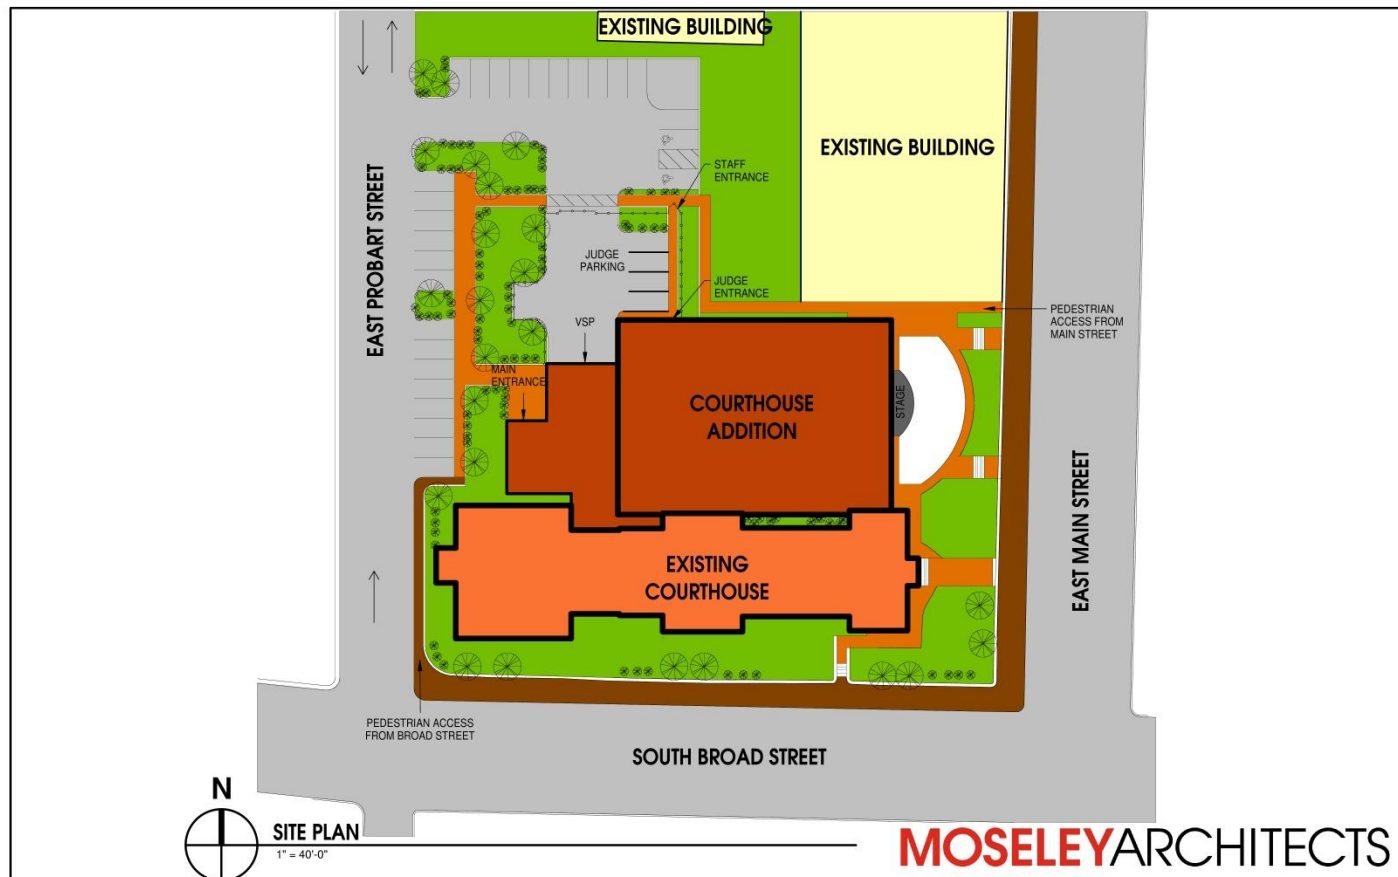 EXISTING BUILDING
EXISTING BUILDING
STAFF
ENTRANCE
EAST PROBART STREET
JUDGE
PARKING
JUDGE
ENTRANCE
PEDESTRIAN
ACCESS FROM
MAIN STREET
VSP
MAIN
ENTRANCE
COURTHOUSE
ADDITION
STAGE
EAST MAIN STREET
EXISTING
COURTHOUSE
PEDESTRIAN ACCESS
FROM BROAD STREET
SOUTH BROAD STREET
N
SITE PLAN
1" = 40'-0"
MOSELEYARCHITECTS